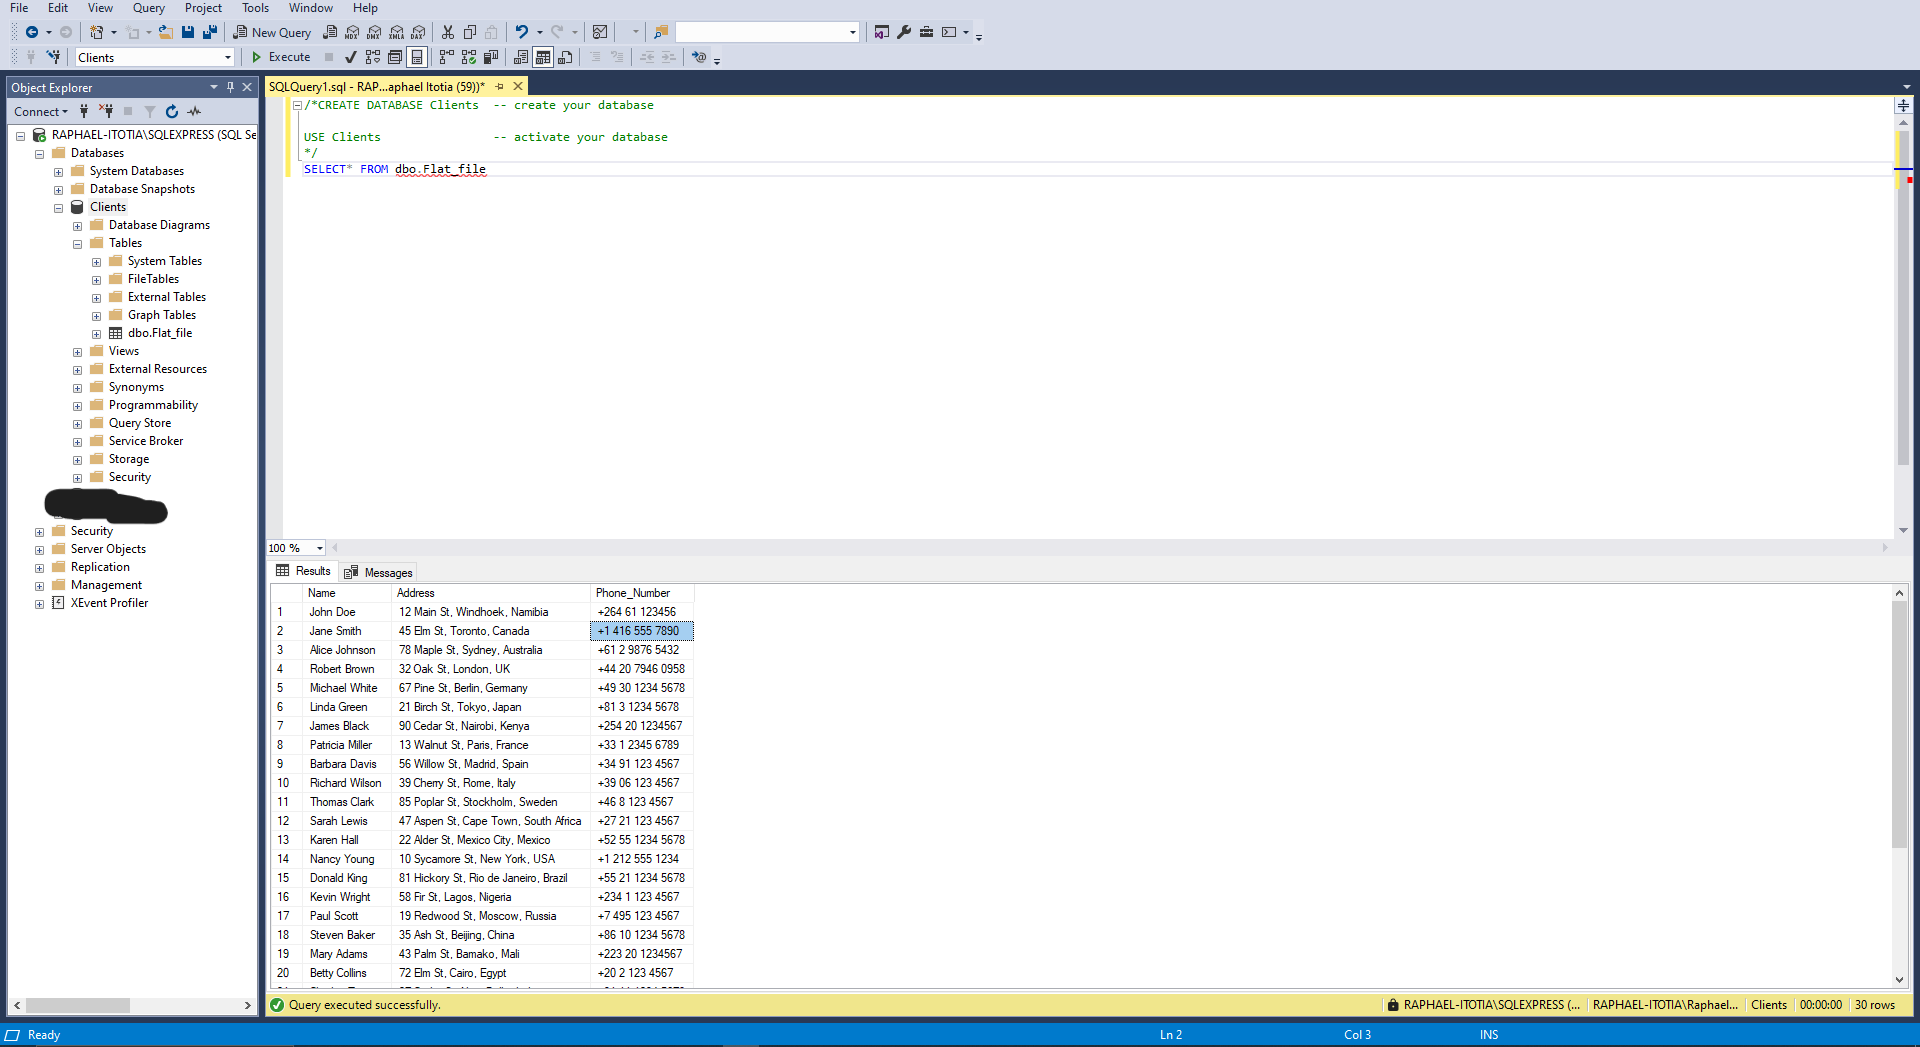 File Edit View Query Project Tools Window Help
New Query MDX DMX XMLA DAX
Clients Execute
Object Explorer
Connect
RAPHAEL-ITOTIA\SQLEXPRESS (SQL Se
Databases
System Databases
Database Snapshots
Clients
Database Diagrams
Tables
System Tables
FileTables
External Tables
Graph Tables
dbo.Flat_file
Views
External Resources
Synonyms
Programmability
Query Store
Service Broker
Storage
Security
Security
Server Objects
Replication
Management
XEvent Profiler
SQLQuery1.sql - RAP...aphael Itotia (59))*
/*CREATE DATABASE Clients -- create your database
USE Clients -- activate your database
*/
SELECT* FROM dbo.Flat_file
100 %
Results Messages
Name Address Phone_Number
1 John Doe 12 Main St, Windhoek, Namibia +264 61 123456
2 Jane Smith 45 Elm St, Toronto, Canada +1 416 555 7890
3 Alice Johnson 78 Maple St, Sydney, Australia +61 2 9876 5432
4 Robert Brown 32 Oak St, London, UK +44 20 7946 0958
5 Michael White 67 Pine St, Berlin, Germany +49 30 1234 5678
6 Linda Green 21 Birch St, Tokyo, Japan +81 3 1234 5678
7 James Black 90 Cedar St, Nairobi, Kenya +254 20 1234567
8 Patricia Miller 13 Walnut St, Paris, France +33 1 2345 6789
9 Barbara Davis 56 Willow St, Madrid, Spain +34 91 123 4567
10 Richard Wilson 39 Cherry St, Rome, Italy +39 06 123 4567
11 Thomas Clark 85 Poplar St, Stockholm, Sweden +46 8 123 4567
12 Sarah Lewis 47 Aspen St, Cape Town, South Africa +27 21 123 4567
13 Karen Hall 22 Alder St, Mexico City, Mexico +52 55 1234 5678
14 Nancy Young 10 Sycamore St, New York, USA +1 212 555 1234
15 Donald King 81 Hickory St, Rio de Janeiro, Brazil +55 21 1234 5678
16 Kevin Wright 58 Fir St, Lagos, Nigeria +234 1 123 4567
17 Paul Scott 19 Redwood St, Moscow, Russia +7 495 123 4567
18 Steven Baker 35 Ash St, Beijing, China +86 10 1234 5678
19 Mary Adams 43 Palm St, Bamako, Mali +223 20 1234567
20 Betty Collins 72 Elm St, Cairo, Egypt +20 2 123 4567
Query executed successfully. RAPHAEL-ITOTIA\SQLEXPRESS (... RAPHAEL-ITOTIA\Raphael... Clients 00:00:00 30 rows
Ready Ln 2 Col 3 INS